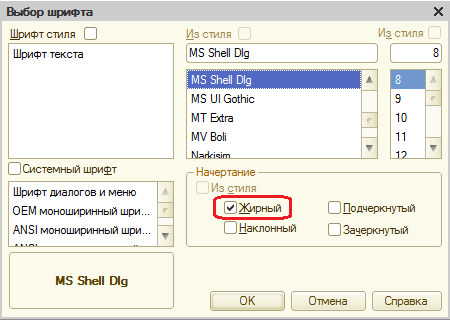 Выбор шрифта
Шрифт стиля
Из стиля
Из стиля
MS Shell Dlg
8
Шрифт текста
MS Shell Dlg
MS UI Gothic
MT Extra
MV Boli
Narkisim
8
9
10
11
12
Системный шрифт
Шрифт диалогов и меню
OEM моноширинный шри...
ANSI моноширинный шри...
Начертание
Из стиля
Жирный
Подчеркнутый
Наклонный
Зачеркнутый
MS Shell Dlg
OK
Отмена
Справка